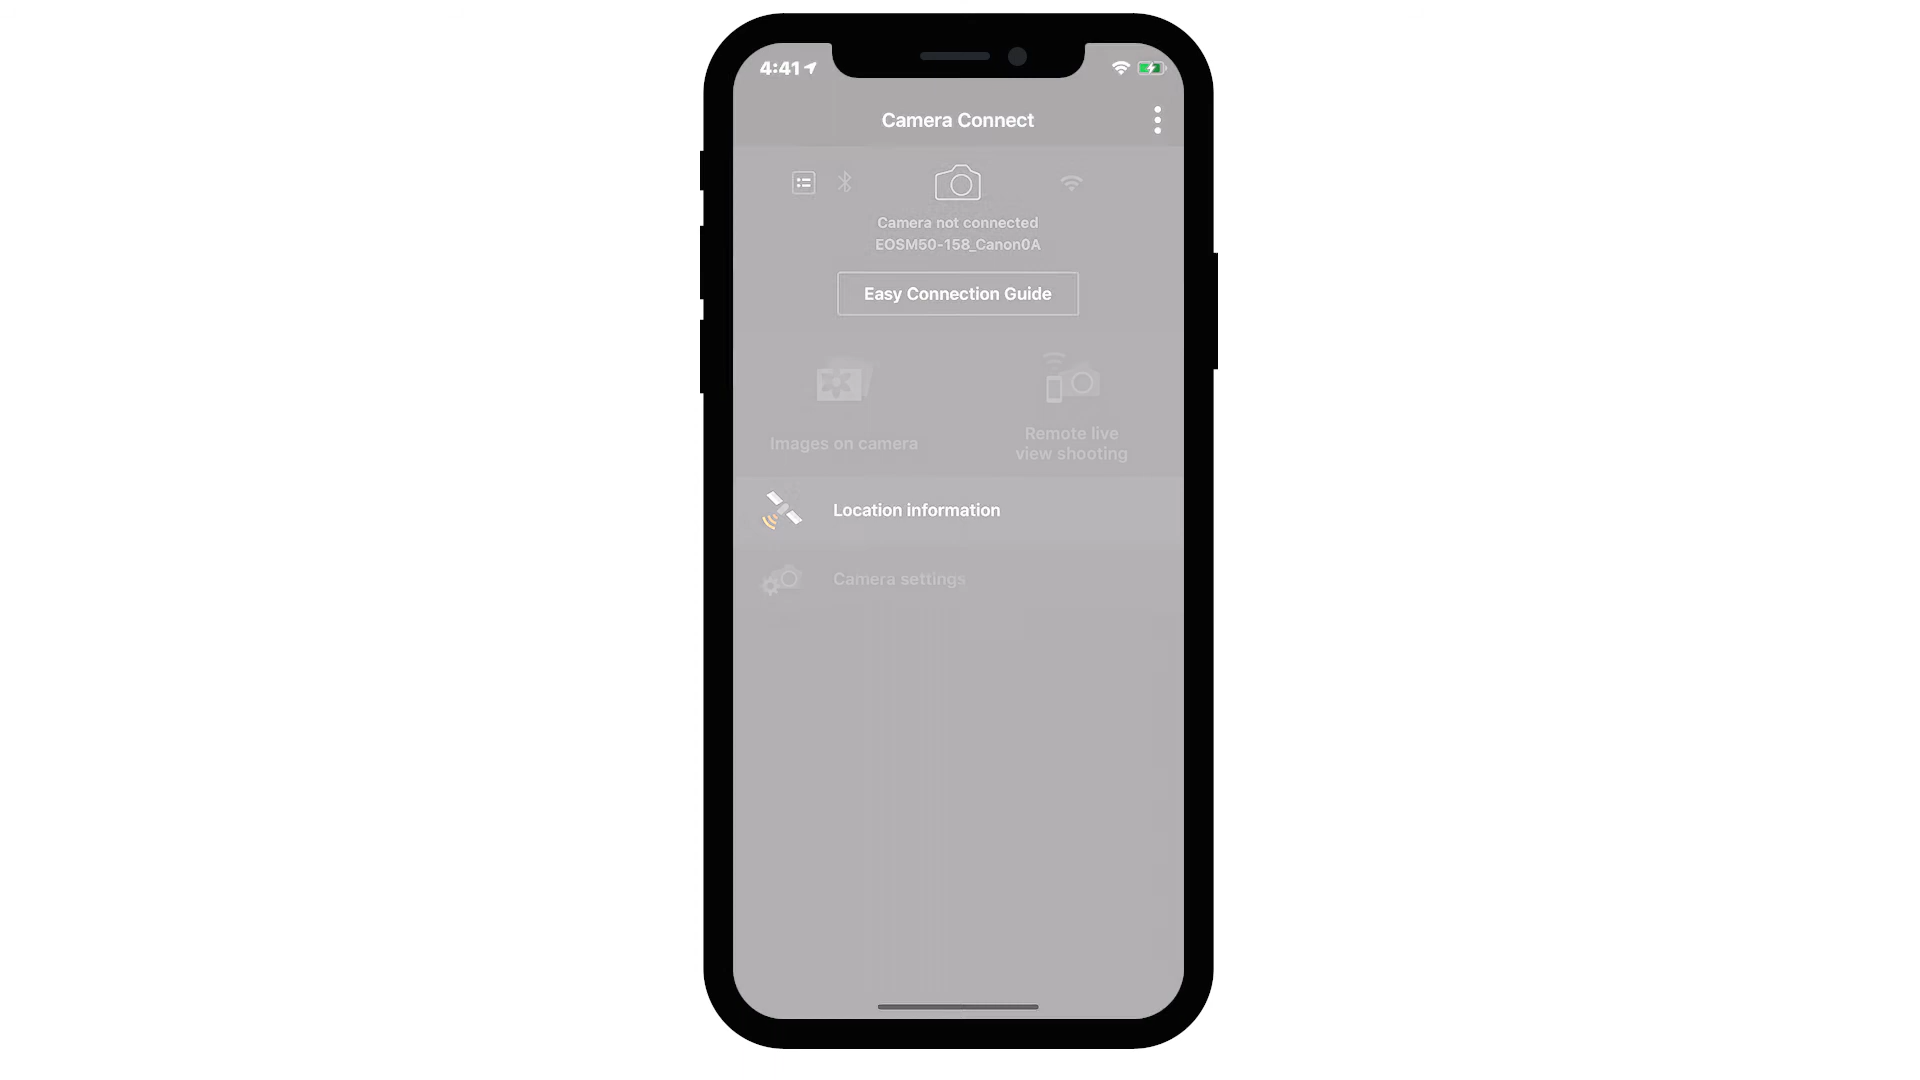 4:41
Camera Connect
Camera not connected
EOSM50-158_Canon0A
Easy Connection Guide
Images on camera
Remote live
view shooting
Location information
Camera settings